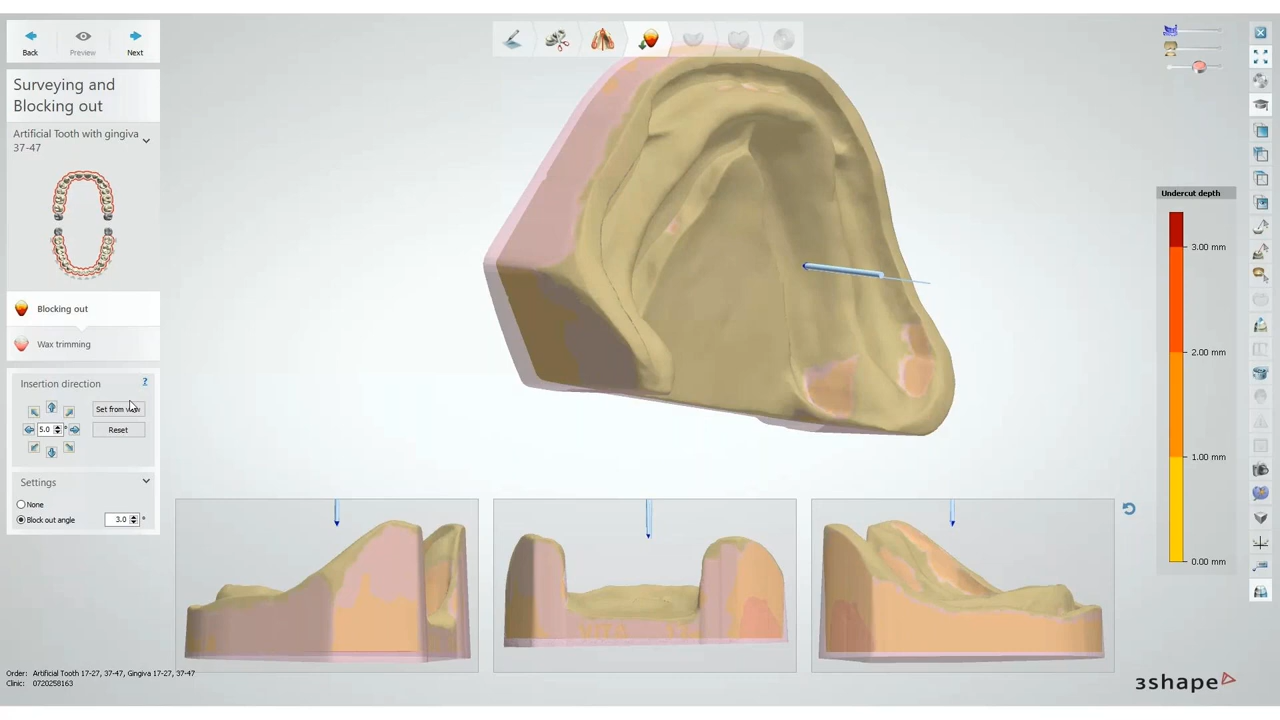 Back
Preview
Next
Surveying and
Blocking out
Artificial Tooth with gingiva
37-47
Blocking out
Wax trimming
Insertion direction
?
Set from
5.0 °
Reset
Settings
None
Block out angle 3.0 °
Undercut depth
3.00 mm
2.00 mm
1.00 mm
0.00 mm
VITA
Order: Artificial Tooth 17-27, 37-47, Gingiva 17-27, 37-47
Clinic: 0720258163
3shape